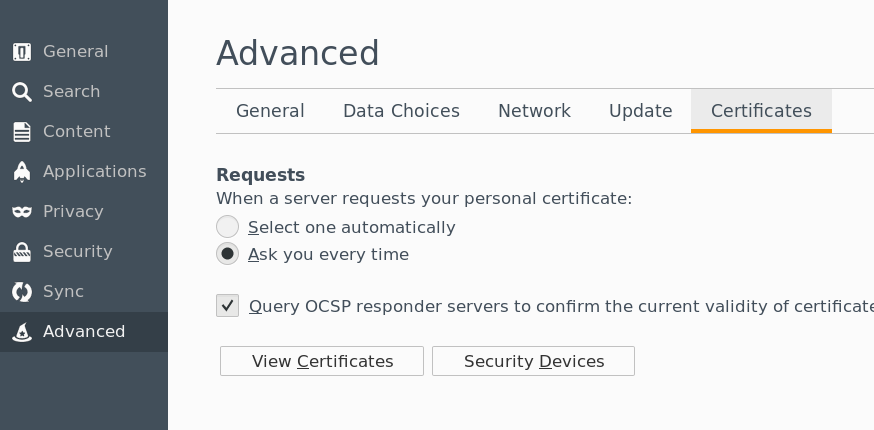 General
Search
Content
Applications
Privacy
Security
Sync
Advanced
Advanced
General Data Choices Network Update Certificates
Requests
When a server requests your personal certificate:
Select one automatically
Ask you every time
Query OCSP responder servers to confirm the current validity of certificate
View Certificates Security Devices